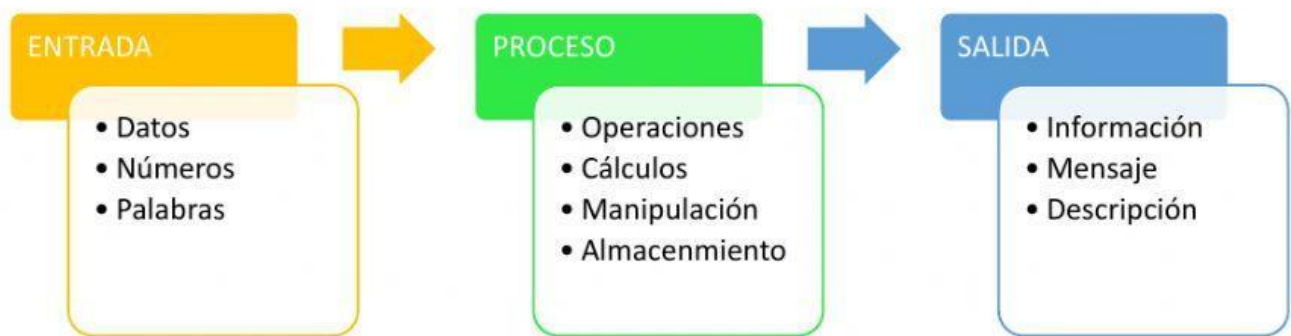 ENTRADA
• Datos
• Números
• Palabras
PROCESO
• Operaciones
• Cálculos
• Manipulación
• Almacenmiento
SALIDA
• Información
• Mensaje
• Descripción